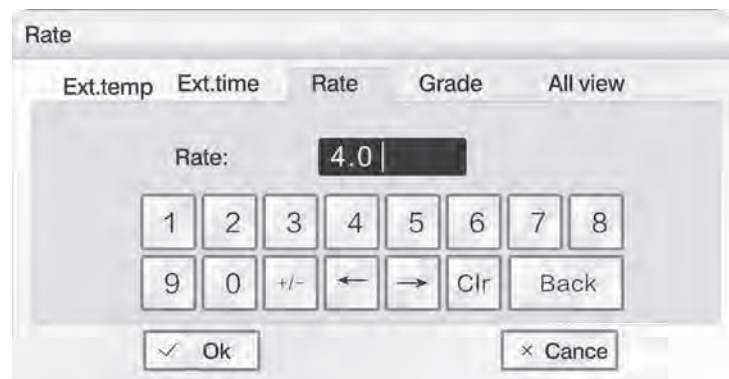 Rate
Ext.temp Ext.time Rate Grade All view
Rate: 4.0
1 2 3 4 5 6 7 8
9 0 +/- ← → Clr Back
✓ Ok × Cance